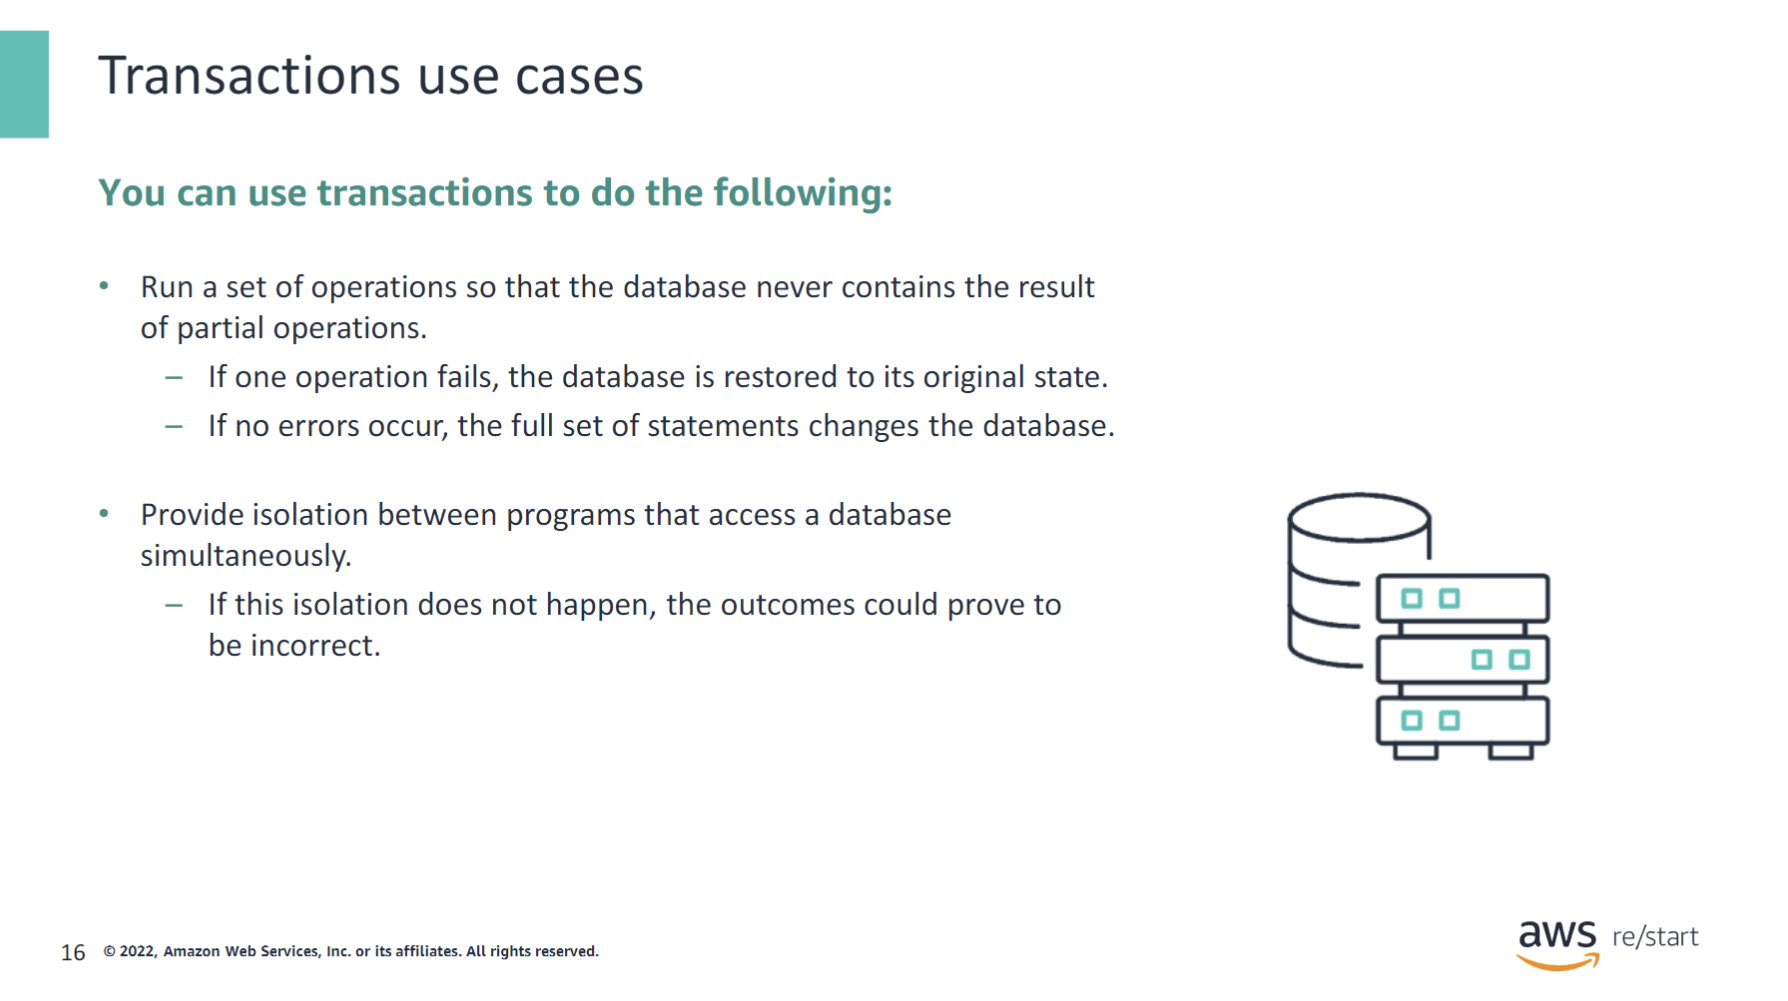 Transactions use cases
You can use transactions to do the following:
• Run a set of operations so that the database never contains the result
of partial operations.
– If one operation fails, the database is restored to its original state.
– If no errors occur, the full set of statements changes the database.
• Provide isolation between programs that access a database
simultaneously.
– If this isolation does not happen, the outcomes could prove to
be incorrect.
16 © 2022, Amazon Web Services, Inc. or its affiliates. All rights reserved.
aws re/start